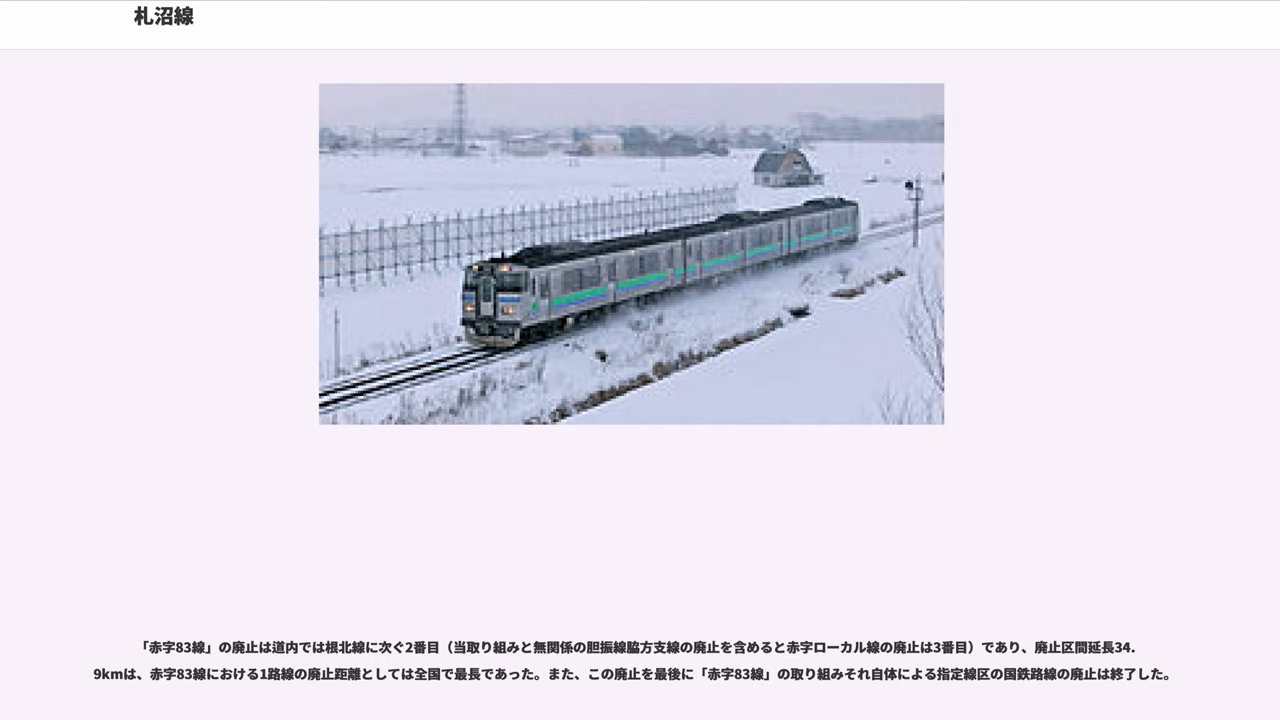 札沼線
「赤字83線」の廃止は道内では根北線に次ぐ2番目（当取り組みと無関係の胆振線脇方支線の廃止を含めると赤字ローカル線の廃止は3番目）であり、廃止区間延長34.
9kmは、赤字83線における1路線の廃止距離としては全国で最長であった。また、この廃止を最後に「赤字83線」の取り組みそれ自体による指定線区の国鉄路線の廃止は終了した。